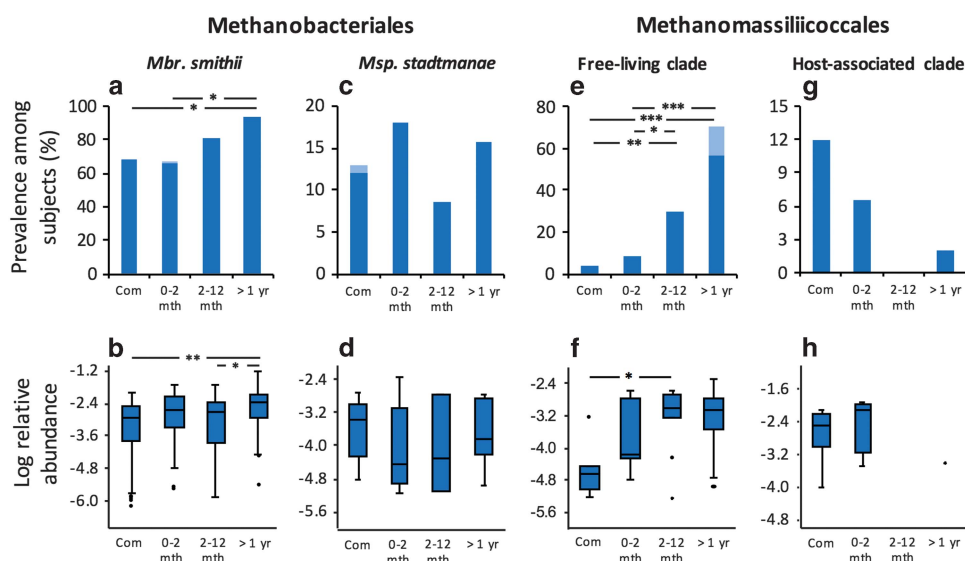 Methanobacteriales
Methanomassiliicoccales
Mbr. smithii
Msp. stadtmanae
Free-living clade
Host-associated clade
Prevalence among
subjects (%)
a
100
80
60
40
20
0
*
*
Com
0-2
mth
2-12
mth
> 1 yr
c
20
15
10
5
0
Com
0-2
mth
2-12
mth
> 1 yr
e
80
60
40
20
0
***
***
*
**
Com
0-2
mth
2-12
mth
> 1 yr
g
15
12
9
6
3
0
Com
0-2
mth
2-12
mth
> 1 yr
Log relative
abundance
b
-1.2
-2.4
-3.6
-4.8
-6.0
**
*
Com
0-2
mth
2-12
mth
> 1 yr
d
-2.4
-3.2
-4.0
-4.8
-5.6
Com
0-2
mth
2-12
mth
> 1 yr
f
-2.4
-3.2
-4.0
-4.8
-5.6
*
Com
0-2
mth
2-12
mth
> 1 yr
h
-1.6
-2.4
-3.2
-4.0
-4.8
Com
0-2
mth
2-12
mth
> 1 yr